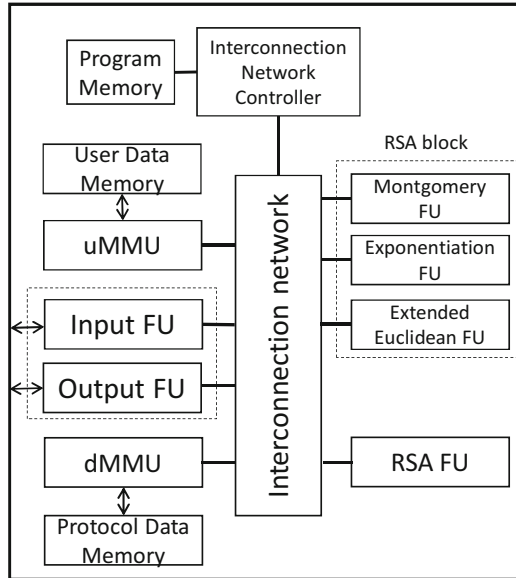 Program
Memory
Interconnection
Network
Controller
User Data
Memory
uMMU
Input FU
Output FU
dMMU
Protocol Data
Memory
Interconnection network
RSA block
Montgomery
FU
Exponentiation
FU
Extended
Euclidean FU
RSA FU